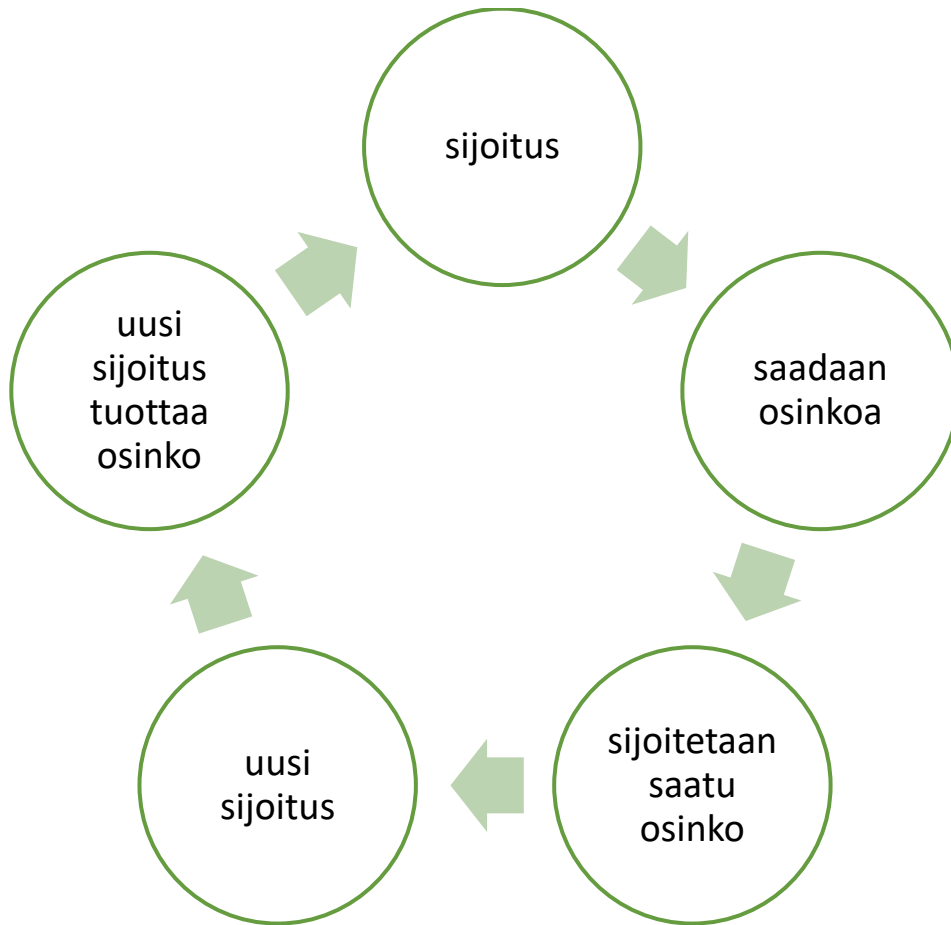 sijoitus
saadaan
osinkoa
sijoitetaan
saatu
osinko
uusi
sijoitus
uusi
sijoitus
tuottaa
osinko